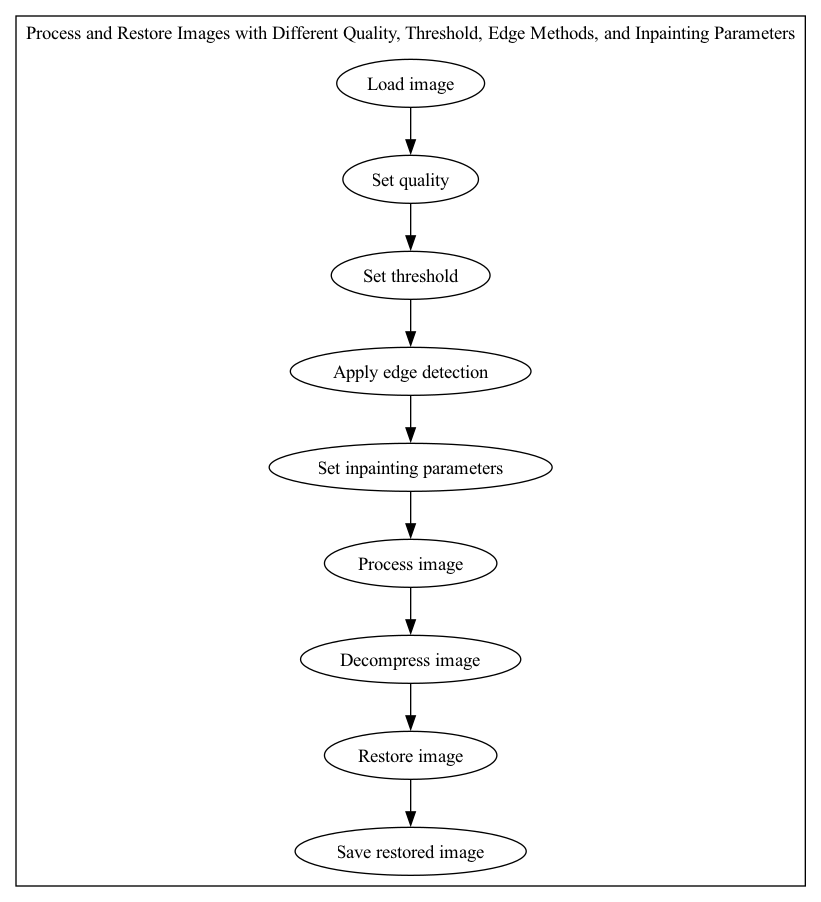 Process and Restore Images with Different Quality, Threshold, Edge Methods, and Inpainting Parameters
Load image
Set quality
Set threshold
Apply edge detection
Set inpainting parameters
Process image
Decompress image
Restore image
Save restored image